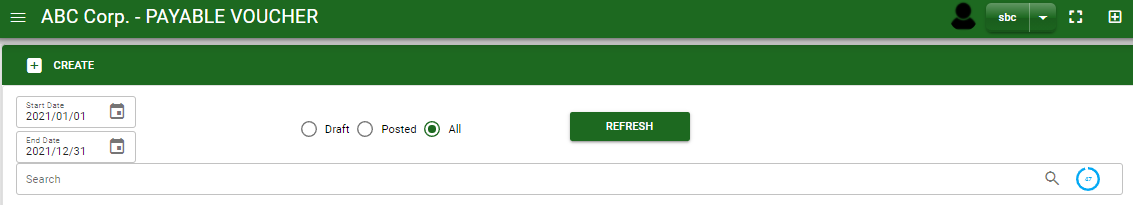 ABC Corp. - PAYABLE VOUCHER
sbc
CREATE
Start Date
2021/01/01
Draft
Posted
All
REFRESH
End Date
2021/12/31
Search